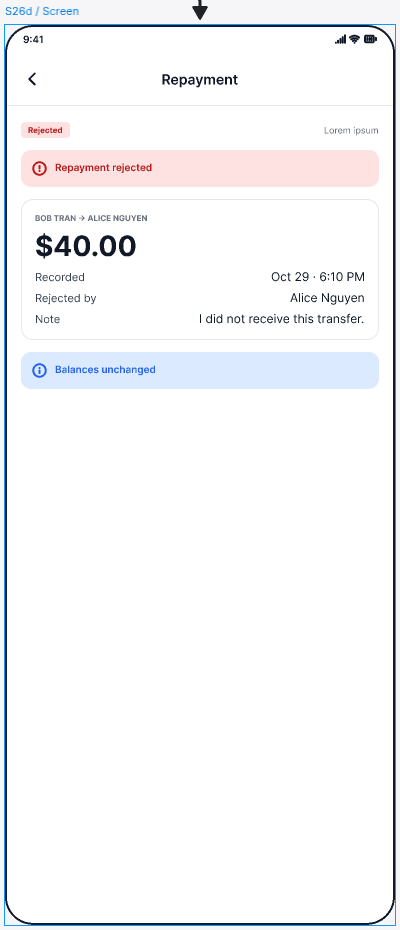 S26d / Screen
9:41
Repayment
Rejected
Lorem ipsum
Repayment rejected
BOB TRAN → ALICE NGUYEN
$40.00
Recorded Oct 29 · 6:10 PM
Rejected by Alice Nguyen
Note I did not receive this transfer.
Balances unchanged